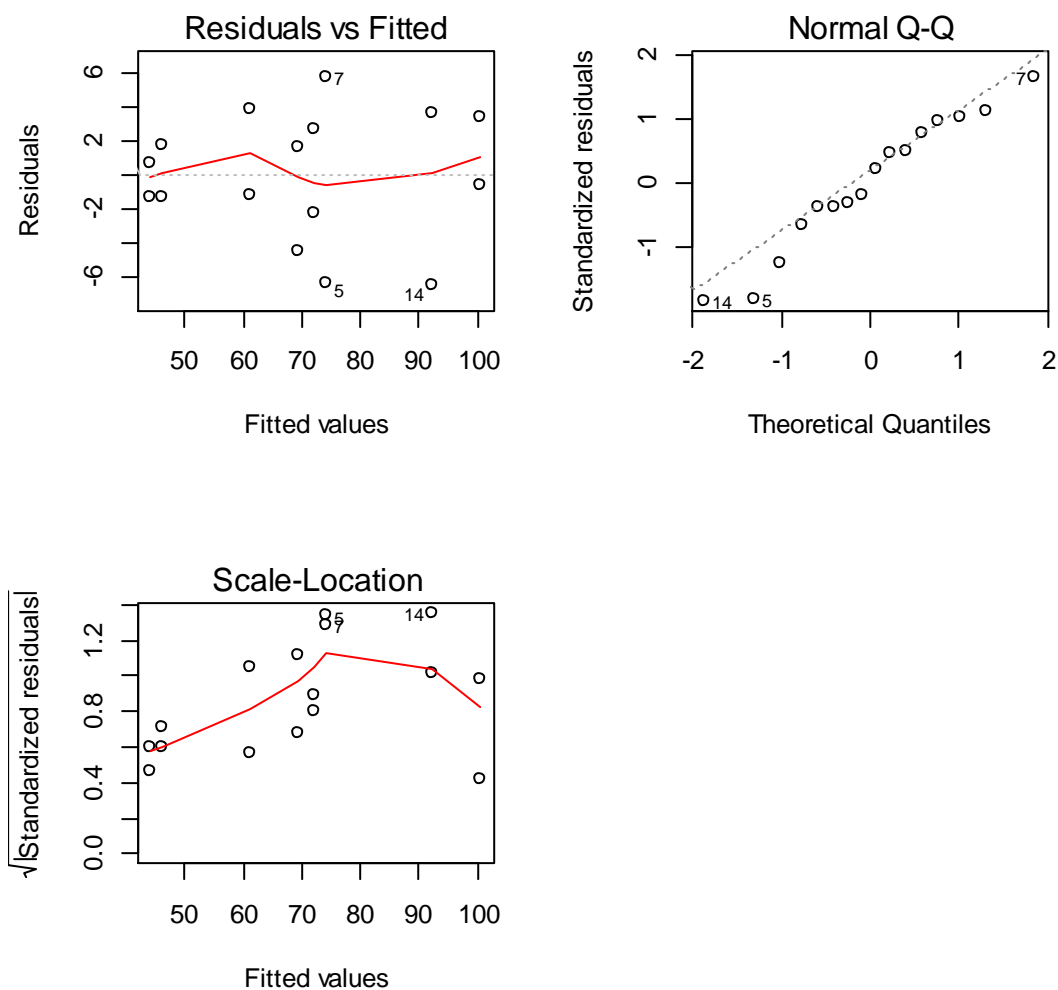 Residuals vs Fitted
Residuals
6
2
-2
-6
7
5
14
50 60 70 80 90 100
Fitted values
Normal Q-Q
Standardized residuals
2
1
0
-1
7
14
5
-2 -1 0 1 2
Theoretical Quantiles
Scale-Location
√|Standardized residuals|
1.2
0.8
0.4
0.0
5
7
14
50 60 70 80 90 100
Fitted values